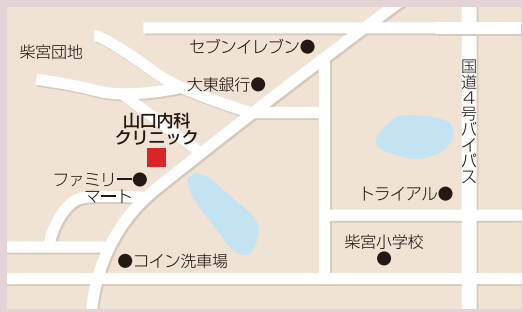 セブンイレブン
柴宮団地
大東銀行
国道4号バイパス
山口内科
クリニック
ファミリー
マート
トライアル
柴宮小学校
コイン洗車場